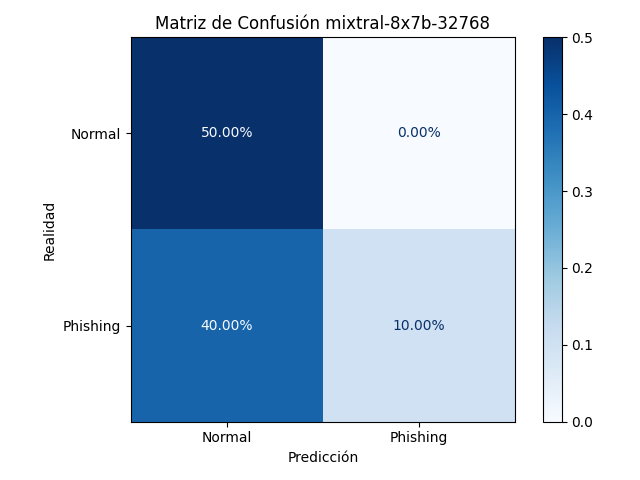 Matriz de Confusión mixtral-8x7b-32768
Realidad
Normal
50.00%
0.00%
Phishing
40.00%
10.00%
Normal
Phishing
Predicción
0.5
0.4
0.3
0.2
0.1
0.0